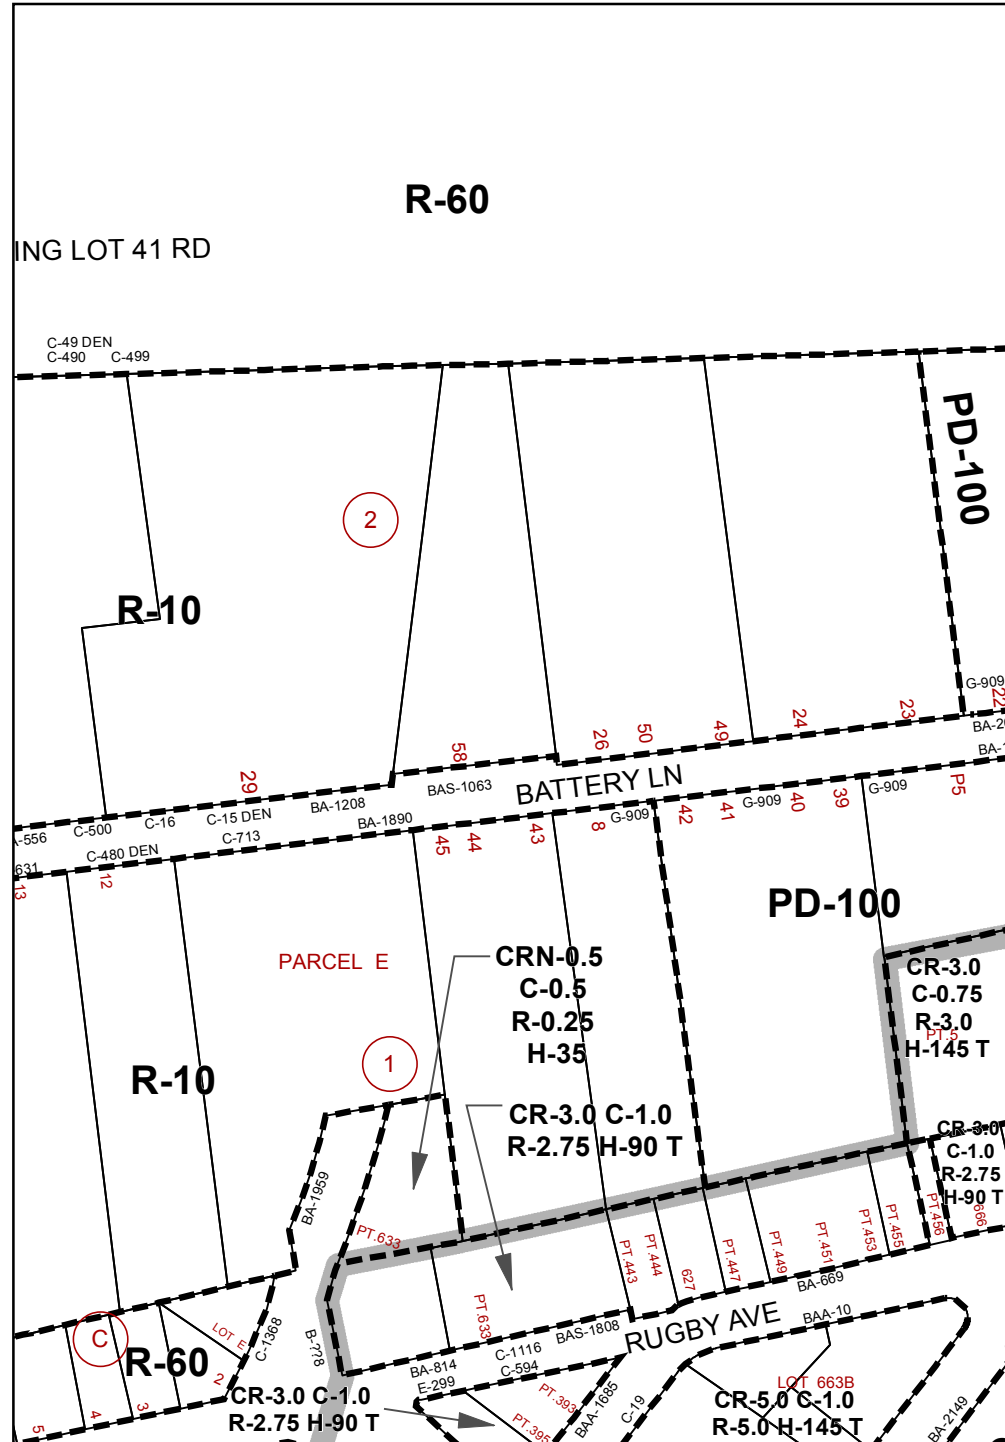 R-60
ING LOT 41 RD
C-49 DEN
C-490
C-499
PD-100
2
R-10
G-909
22
23
24
49
50
26
58
29
BATTERY LN
BAS-1063
BA-1208
C-15 DEN
C-16
C-500
A-556
BA-2
BA-1
BA-1890
C-713
C-480 DEN
631
13
12
45
44
43
8
G-909
42
41
G-909
40
39
G-909
P5
PD-100
PARCEL E
CRN-0.5
C-0.5
R-0.25
H-35
CR-3.0
C-0.75
R-3.0
H-145 T
PT.5
1
R-10
CR-3.0 C-1.0
R-2.75 H-90 T
CR-3.0
C-1.0
R-2.75
H-90 T
BA-1959
PT.633
PT.633
PT.443
PT.444
627
PT.447
PT.449
PT.451
PT.453
PT.455
PT.456
666
BA-669
RUGBY AVE
BAA-10
BAS-1808
C-1116
C-594
BA-814
E-299
B-??8
C-1368
LOT E
C
R-60
5
4
3
2
CR-3.0 C-1.0
R-2.75 H-90 T
PT.393
PT.395
BAA-1685
C-19
LOT 663B
CR-5.0 C-1.0
R-5.0 H-145 T
BA-2149